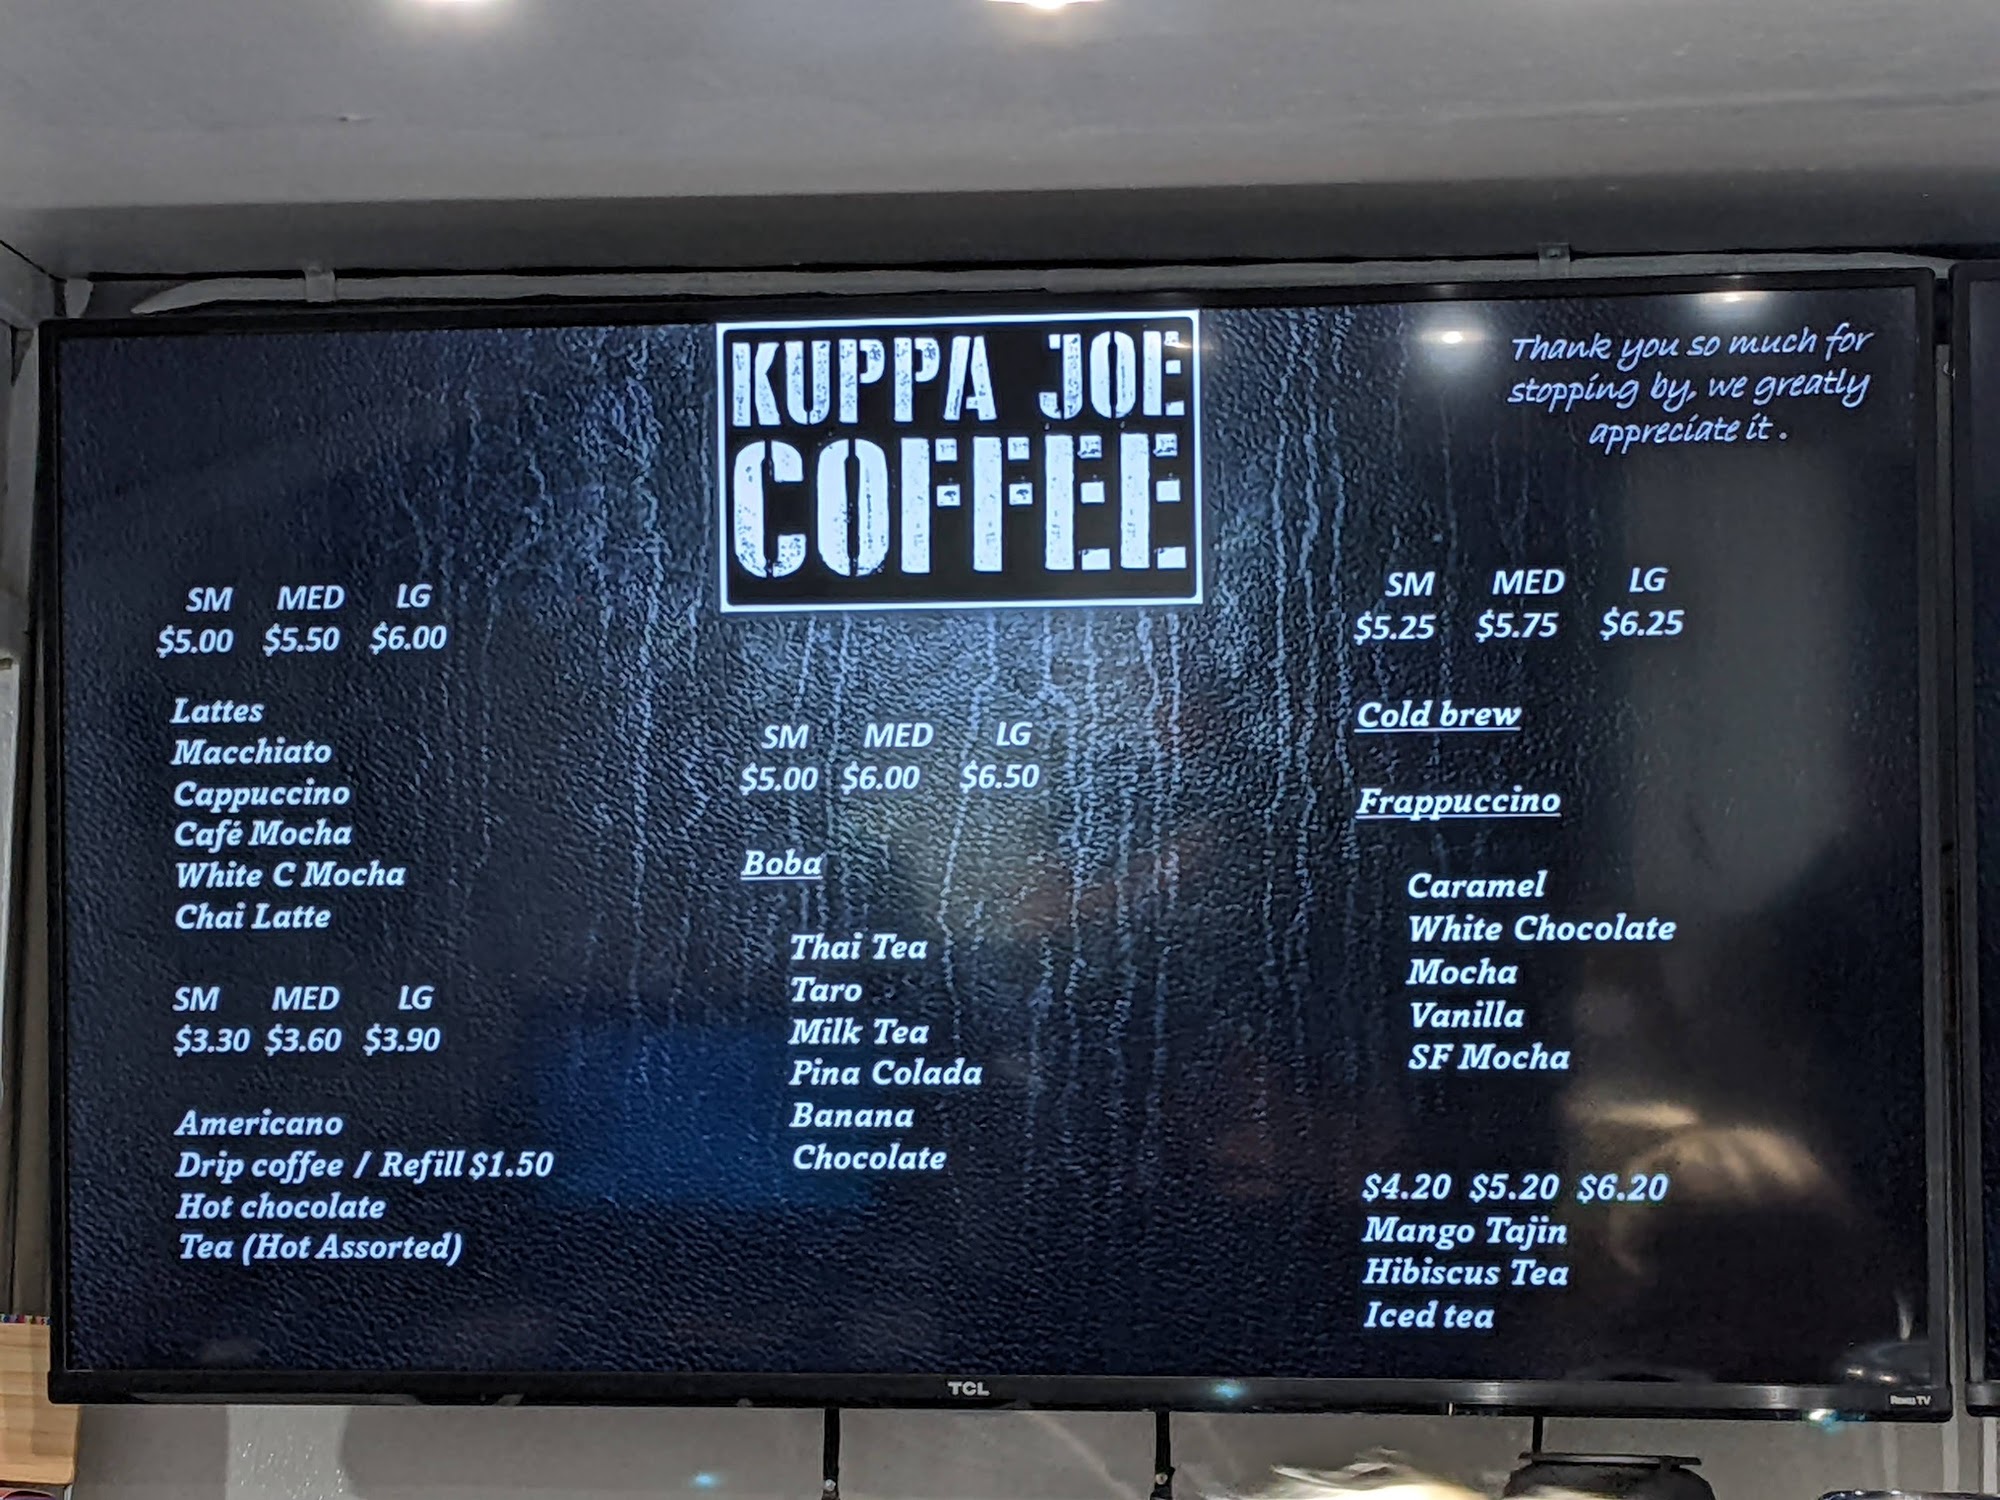 KUPPA JOE
COFFEE
Thank you so much for
stopping by, we greatly
appreciate it .
SM MED LG
$5.00 $5.50 $6.00
Lattes
Macchiato
Cappuccino
Café Mocha
White C Mocha
Chai Latte
SM MED LG
$3.30 $3.60 $3.90
Americano
Drip coffee / Refill $1.50
Hot chocolate
Tea (Hot Assorted)
SM MED LG
$5.00 $6.00 $6.50
Boba
Thai Tea
Taro
Milk Tea
Pina Colada
Banana
Chocolate
SM MED LG
$5.25 $5.75 $6.25
Cold brew
Frappuccino
Caramel
White Chocolate
Mocha
Vanilla
SF Mocha
$4.20 $5.20 $6.20
Mango Tajin
Hibiscus Tea
Iced tea
TCL
Roku TV